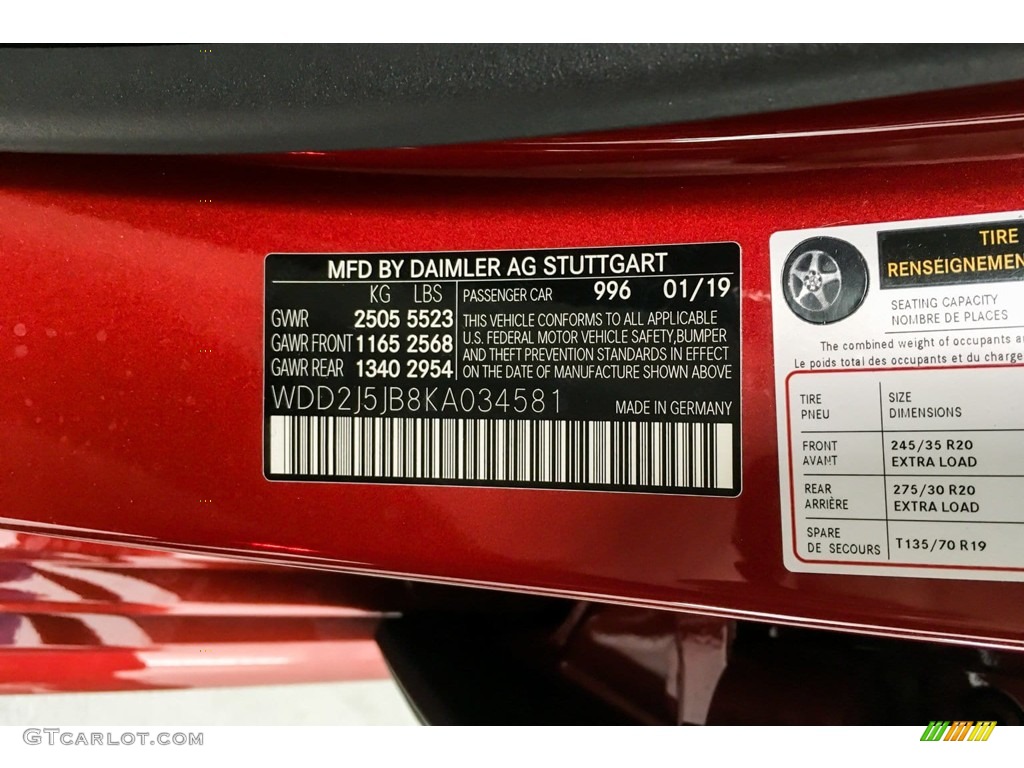 MFD BY DAIMLER AG STUTTGART
KG LBS
GVWR 2505 5523
GAWR FRONT 1165 2568
GAWR REAR 1340 2954
PASSENGER CAR 996 01/19
THIS VEHICLE CONFORMS TO ALL APPLICABLE
U.S. FEDERAL MOTOR VEHICLE SAFETY,BUMPER
AND THEFT PREVENTION STANDARDS IN EFFECT
ON THE DATE OF MANUFACTURE SHOWN ABOVE
WDD2J5JB8KA034581
MADE IN GERMANY
TIRE
RENSEIGNEMEN
SEATING CAPACITY
NOMBRE DE PLACES
The combined weight of occupants
Le poids total des occupants et du charge
TIRE SIZE
PNEU DIMENSIONS
FRONT 245/35 R20
AVANT EXTRA LOAD
REAR 275/30 R20
ARRIÈRE EXTRA LOAD
SPARE
DE SECOURS T135/70 R19
GTCarlot.com